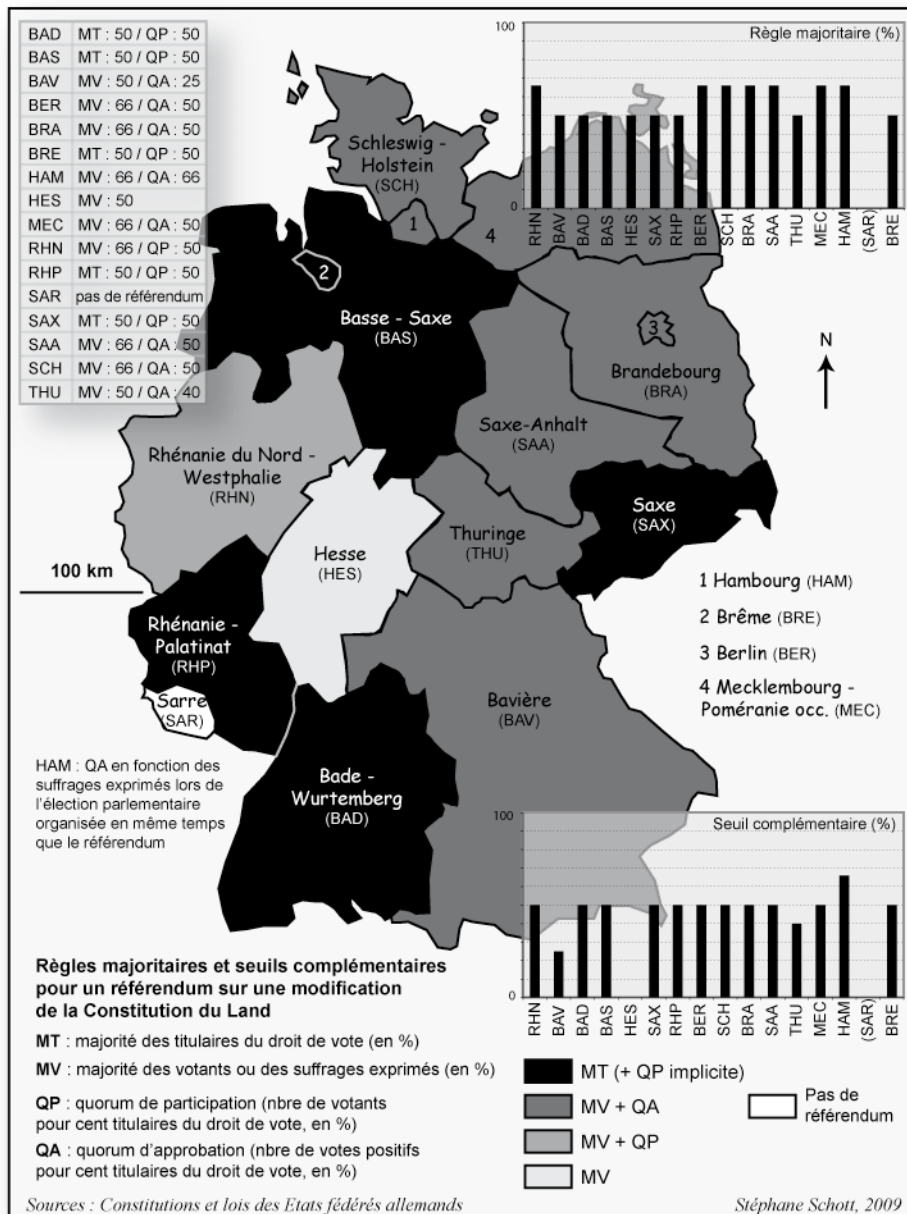 BAD MT : 50 / QP : 50
BAS MT : 50 / QP : 50
BAV MV : 50 / QA : 25
BER MV : 66 / QA : 50
BRA MV : 66 / QA : 50
BRE MT : 50 / QP : 50
HAM MV : 66 / QA : 66
HES MV : 50
MEC MV : 66 / QA : 50
RHN MV : 66 / QP : 50
RHP MT : 50 / QP : 50
SAR pas de référendum
SAX MT : 50 / QP : 50
SAA MV : 66 / QA : 50
SCH MV : 66 / QA : 50
THU MV : 50 / QA : 40
100
Règle majoritaire (%)
0
RHN BAV BAD BAS HES SAX RHP BER SCH BRA SAA THU MEC HAM (SAR) BRE
Schleswig -
Holstein
(SCH)
1
4
2
Basse - Saxe
(BAS)
3
Brandebourg
(BRA)
N
Saxe-Anhalt
(SAA)
Rhénanie du Nord -
Westphalie
(RHN)
Saxe
(SAX)
Thuringe
(THU)
Hesse
(HES)
100 km
1 Hambourg (HAM)
2 Brême (BRE)
3 Berlin (BER)
4 Mecklembourg -
Poméranie occ. (MEC)
Rhénanie -
Palatinat
(RHP)
Sarre
(SAR)
Bavière
(BAV)
HAM : QA en fonction des
suffrages exprimés lors de
l'élection parlementaire
organisée en même temps
que le référendum
Bade -
Wurtemberg
(BAD)
100
Seuil complémentaire (%)
0
RHN BAV BAD BAS HES SAX RHP BER SCH BRA SAA THU MEC HAM (SAR) BRE
Règles majoritaires et seuils complémentaires
pour un référendum sur une modification
de la Constitution du Land
MT : majorité des titulaires du droit de vote (en %)
MV : majorité des votants ou des suffrages exprimés (en %)
QP : quorum de participation (nbre de votants
pour cent titulaires du droit de vote, en %)
QA : quorum d'approbation (nbre de votes positifs
pour cent titulaires du droit de vote, en %)
MT (+ QP implicite)
MV + QA
MV + QP
MV
Pas de
référendum
Sources : Constitutions et lois des Etats fédérés allemands
Stéphane Schott, 2009